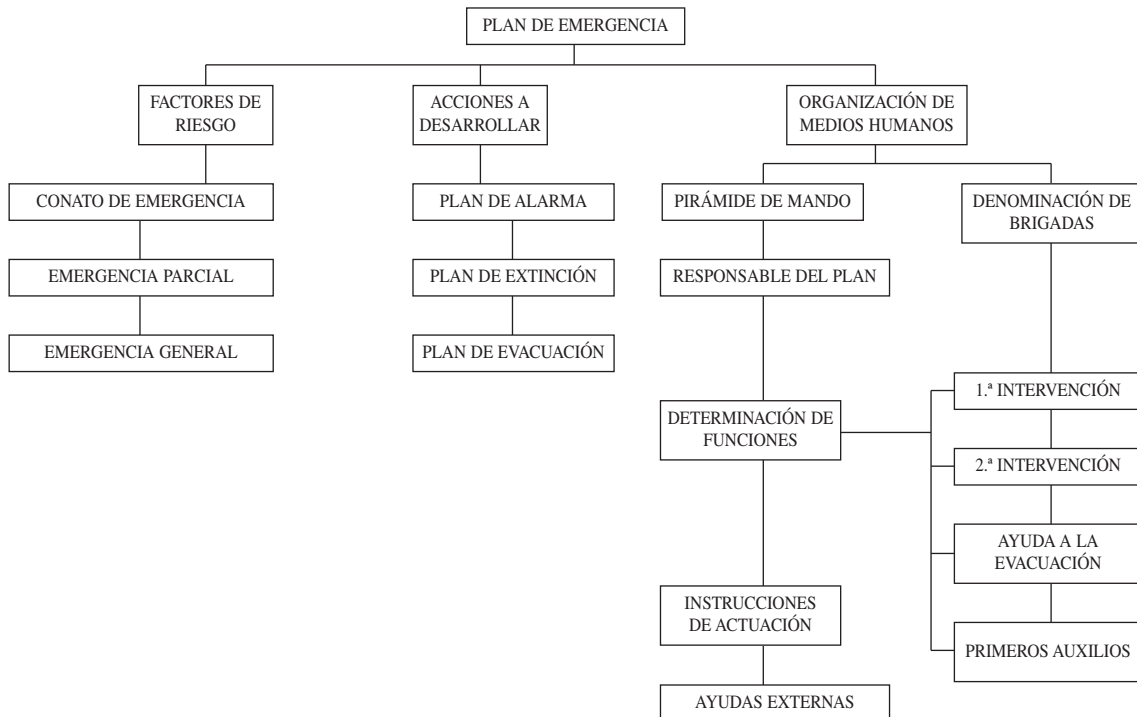 PLAN DE EMERGENCIA
FACTORES DE
RIESGO
ACCIONES A
DESARROLLAR
ORGANIZACIÓN DE
MEDIOS HUMANOS
CONATO DE EMERGENCIA
PLAN DE ALARMA
PIRÁMIDE DE MANDO
DENOMINACIÓN DE
BRIGADAS
EMERGENCIA PARCIAL
PLAN DE EXTINCIÓN
RESPONSABLE DEL PLAN
EMERGENCIA GENERAL
PLAN DE EVACUACIÓN
1.ª INTERVENCIÓN
DETERMINACIÓN DE
FUNCIONES
2.ª INTERVENCIÓN
AYUDA A LA
EVACUACIÓN
INSTRUCCIONES
DE ACTUACIÓN
PRIMEROS AUXILIOS
AYUDAS EXTERNAS